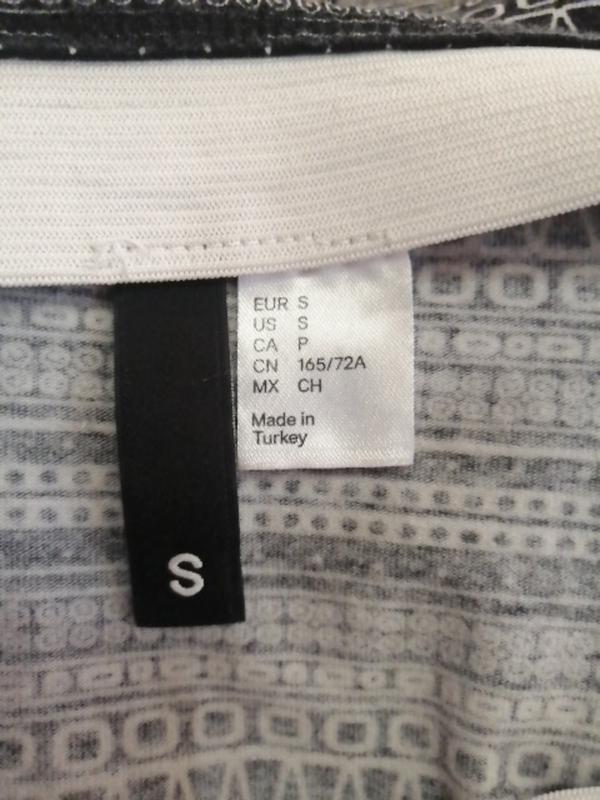 EUR S
US S
CA P
CN 165/72A
MX CH
Made in
Turkey
S